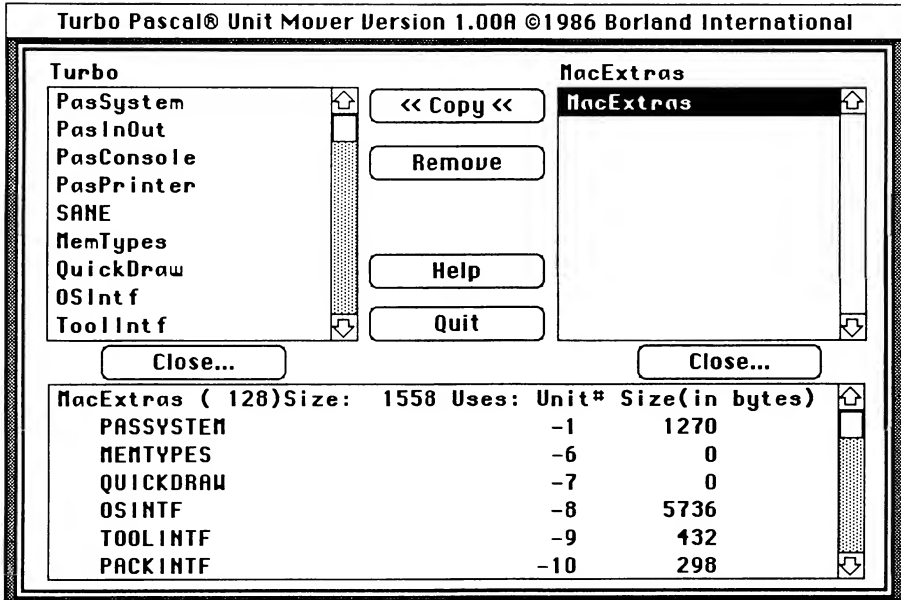 Turbo Pascal® Unit Mover Version 1.00A ©1986 Borland International
Turbo
PasSystem
PasInOut
PasConsole
PasPrinter
SANE
MemTypes
QuickDraw
OSIntf
ToolIntf
Close...
<< Copy <<
Remove
Help
Quit
MacExtras
MacExtras
Close...
MacExtras ( 128)Size: 1558 Uses: Unit# Size(in bytes)
PASSYSTEM -1 1270
MEMTYPES -6 0
QUICKDRAW -7 0
OSINTF -8 5736
TOOLINTF -9 432
PACKINTF -10 298